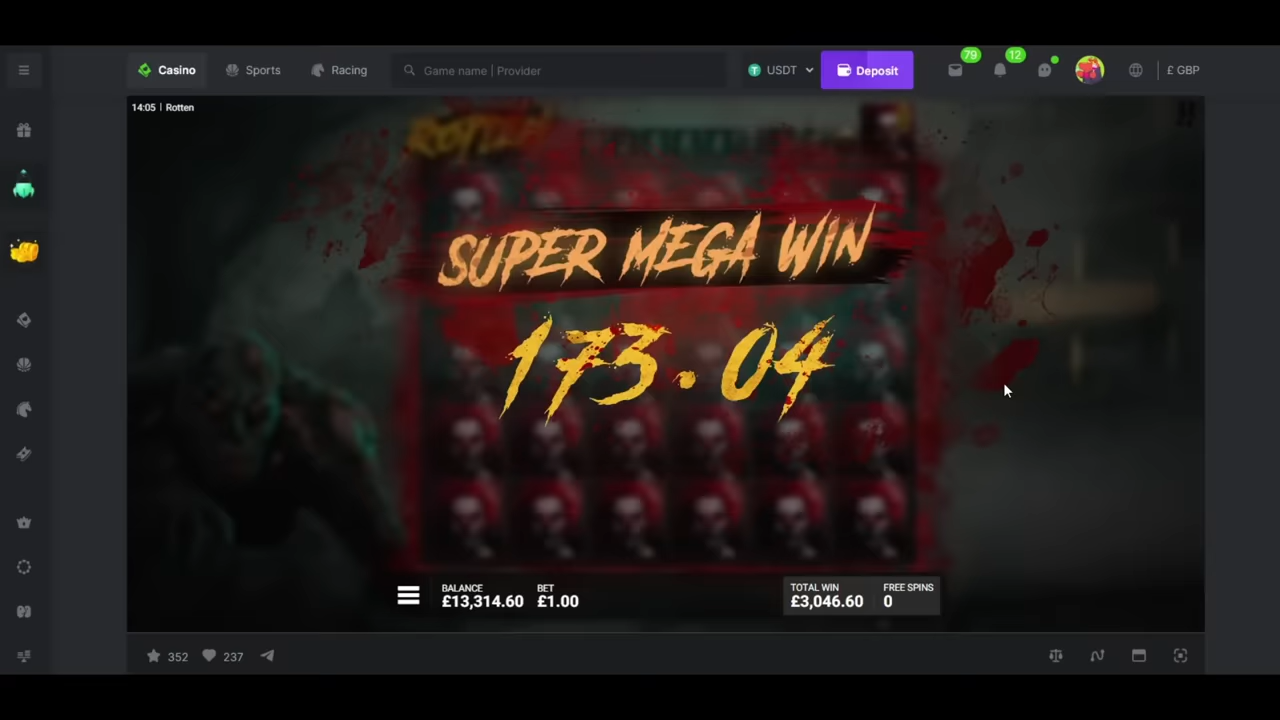 79
12
Casino
Sports
Racing
Game name | Provider
USDT
Deposit
£ GBP
14:05 | Rotten
ROTTEN
SUPER MEGA WIN
173.04
BALANCE
£13,314.60
BET
£1.00
TOTAL WIN
£3,046.60
FREE SPINS
0
352
237